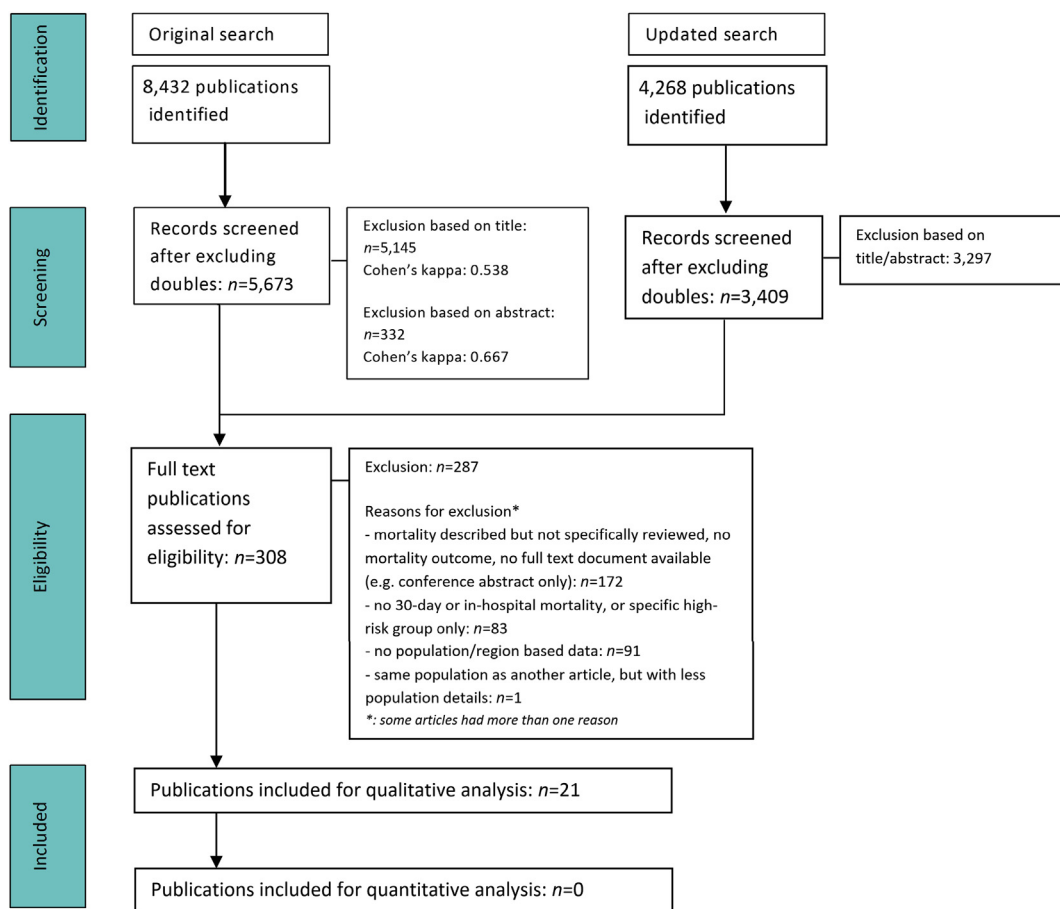 Identification
Original search
Updated search
8,432 publications
identified
4,268 publications
identified
Screening
Records screened
after excluding
doubles: n=5,673
Exclusion based on title:
n=5,145
Cohen's kappa: 0.538
Exclusion based on abstract:
n=332
Cohen's kappa: 0.667
Records screened
after excluding
doubles: n=3,409
Exclusion based on
title/abstract: 3,297
Eligibility
Full text
publications
assessed for
eligibility: n=308
Exclusion: n=287
Reasons for exclusion*
- mortality described but not specifically reviewed, no
mortality outcome, no full text document available
(e.g. conference abstract only): n=172
- no 30-day or in-hospital mortality, or specific high-
risk group only: n=83
- no population/region based data: n=91
- same population as another article, but with less
population details: n=1
*: some articles had more than one reason
Included
Publications included for qualitative analysis: n=21
Publications included for quantitative analysis: n=0